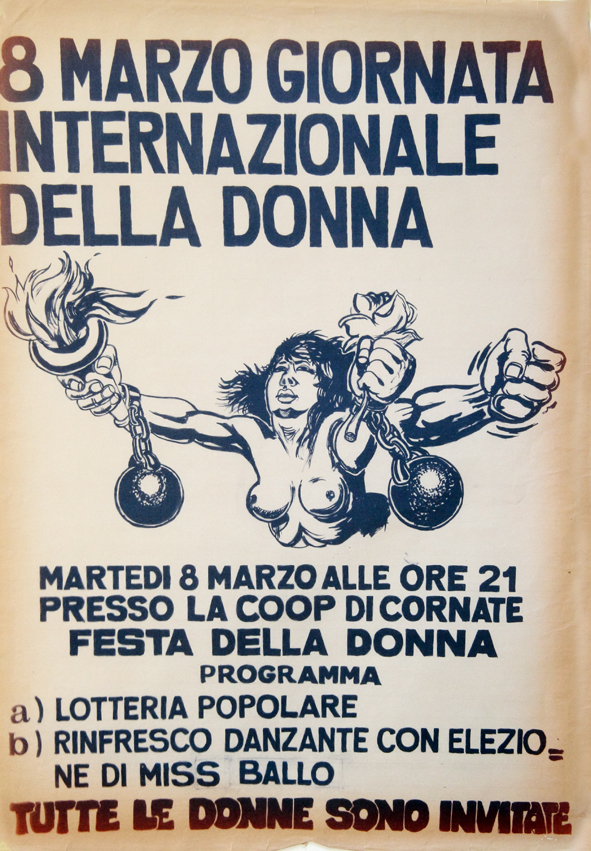 8 MARZO GIORNATA
INTERNAZIONALE
DELLA DONNA
MARTEDI 8 MARZO ALLE ORE 21
PRESSO LA COOP DI CORNATE
FESTA DELLA DONNA
PROGRAMMA
a) LOTTERIA POPOLARE
b) RINFRESCO DANZANTE CON ELEZIO=
NE DI MISS BALLO
TUTTE LE DONNE SONO INVITATE